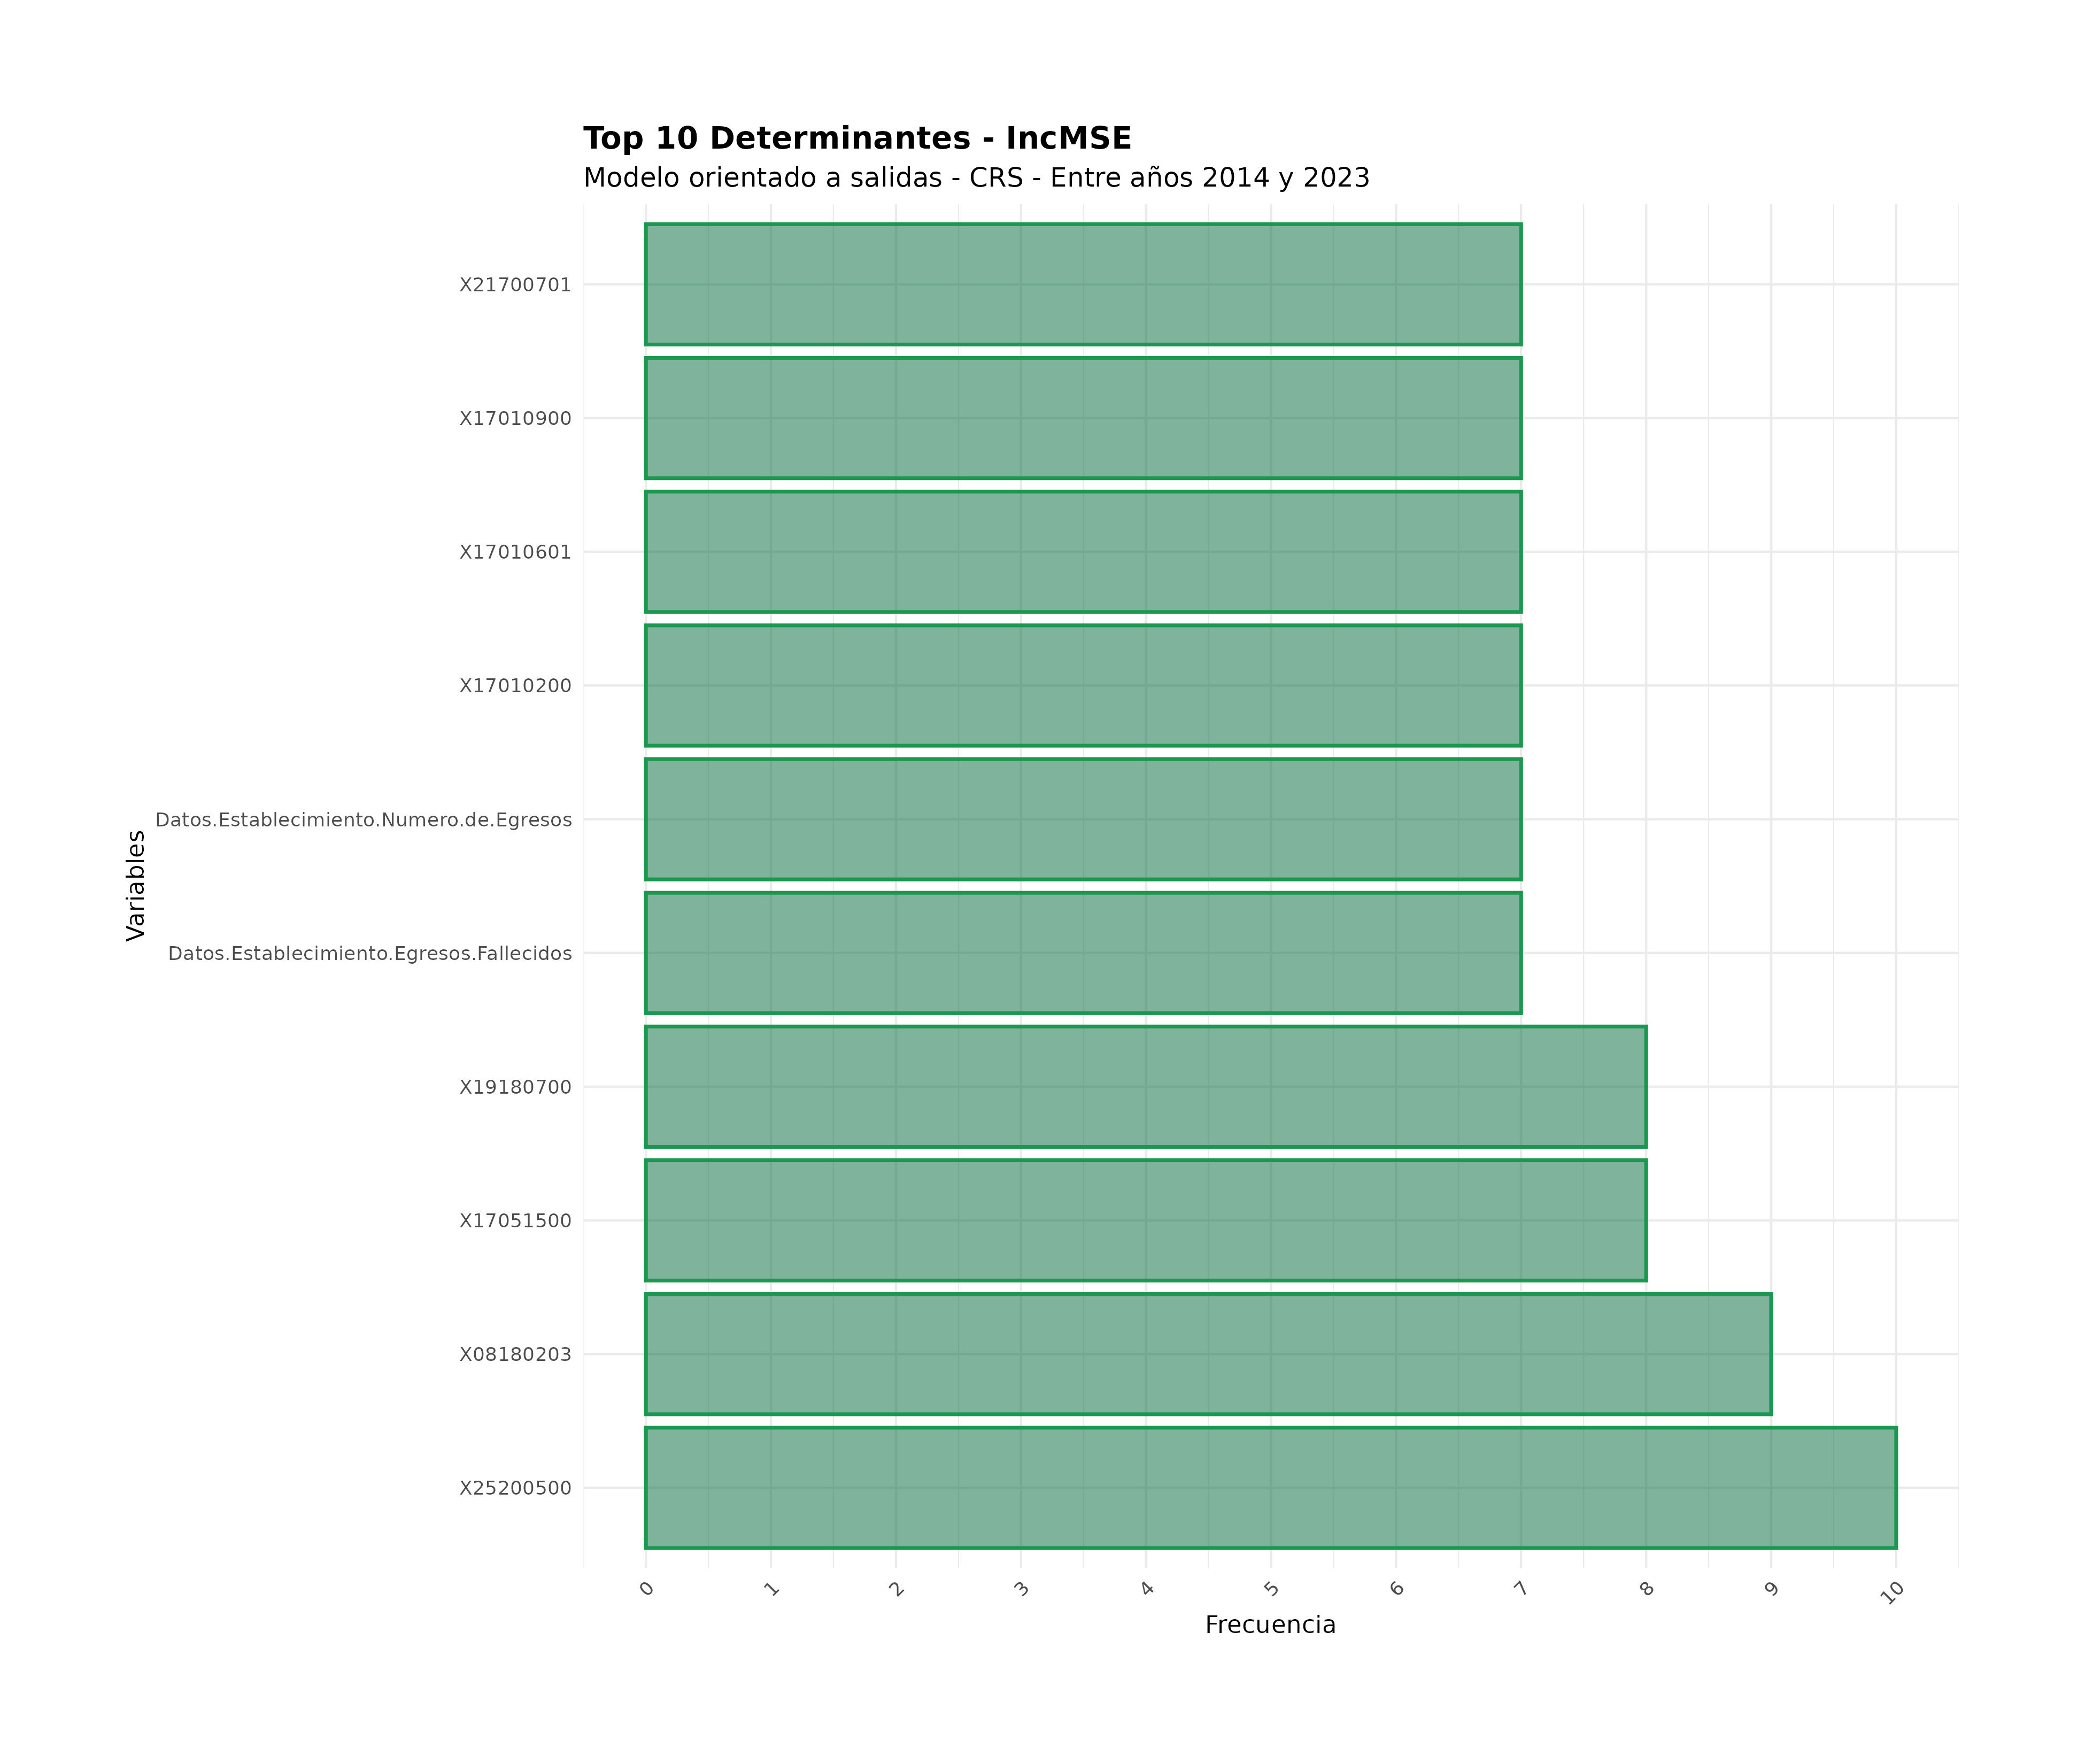 Top 10 Determinantes - IncMSE
Modelo orientado a salidas - CRS - Entre años 2014 y 2023
Variables
X21700701
X17010900
X17010601
X17010200
Datos.Establecimiento.Numero.de.Egresos
Datos.Establecimiento.Egresos.Fallecidos
X19180700
X17051500
X08180203
X25200500
0 1 2 3 4 5 6 7 8 9 10
Frecuencia